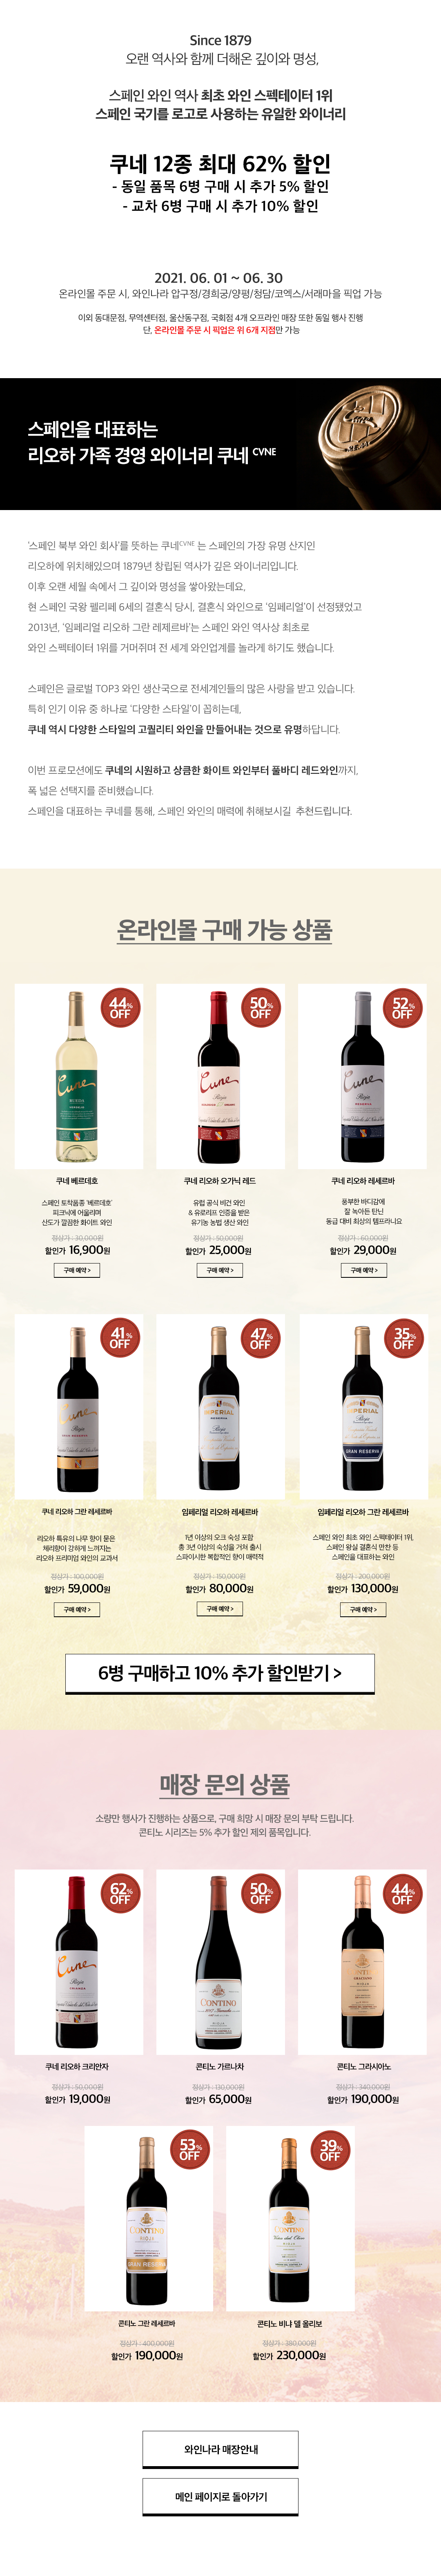 Since 1879
오랜 역사와 함께 더해온 깊이와 명성,
스페인 와인 역사 최초 와인 스펙테이터 1위
스페인 국기를 로고로 사용하는 유일한 와이너리
쿠네 12종 최대 62% 할인
- 동일 품목 6병 구매 시 추가 5% 할인
- 교차 6병 구매 시 추가 10% 할인
2021. 06. 01 ~ 06. 30
온라인몰 주문 시, 와인나라 압구정/경희궁/양평/청담/코엑스/서래마을 픽업 가능
이외 동대문점, 무역센터점, 울산동구점, 국회점 4개 오프라인 매장 또한 동일 행사 진행
단, 온라인몰 주문 시 픽업은 위 6개 지점만 가능
스페인을 대표하는
리오하 가족 경영 와이너리 쿠네 CVNE
'스페인 북부 와인 회사'를 뜻하는 쿠네CVNE 는 스페인의 가장 유명 산지인
리오하에 위치해있으며 1879년 창립된 역사가 깊은 와이너리입니다.
이후 오랜 세월 속에서 그 깊이와 명성을 쌓아왔는데요,
현 스페인 국왕 펠리페 6세의 결혼식 당시, 결혼식 와인으로 '임페리얼'이 선정됐었고
2013년, '임페리얼 리오하 그란 레제르바'는 스페인 와인 역사상 최초로
와인 스펙테이터 1위를 거머쥐며 전 세계 와인업계를 놀라게 하기도 했습니다.
스페인은 글로벌 TOP3 와인 생산국으로 전세계인들의 많은 사랑을 받고 있습니다.
특히 인기 이유 중 하나로 '다양한 스타일'이 꼽히는데,
쿠네 역시 다양한 스타일의 고퀄리티 와인을 만들어내는 것으로 유명하답니다.
이번 프로모션에도 쿠네의 시원하고 상큼한 화이트 와인부터 풀바디 레드와인까지,
폭 넓은 선택지를 준비했습니다.
스페인을 대표하는 쿠네를 통해, 스페인 와인의 매력에 취해보시길 추천드립니다.
온라인몰 구매 가능 상품
44% OFF
50% OFF
52% OFF
Cune
RUEDA
Cune
Rioja
Cune
Rioja
RESERVA
쿠네 베르데호
쿠네 리오하 오가닉 레드
쿠네 리오하 레세르바
스페인 토착품종 '베르데호'
피크닉에 어울리며
산도가 깔끔한 화이트 와인
유럽 공식 비건 와인
& 유로리프 인증을 받은
유기농 농법 생산 와인
풍부한 바디감에
잘 녹아든 탄닌
동급 대비 최상의 템프라니요
정상가 : 30,000원
할인가 16,900원
정상가 : 50,000원
할인가 25,000원
정상가 : 60,000원
할인가 29,000원
구매 예약 >
구매 예약 >
구매 예약 >
41% OFF
47% OFF
35% OFF
Cune
Rioja
GRAN RESERVA
IMPERIAL
RESERVA
Rioja
IMPERIAL
Rioja
GRAN RESERVA
쿠네 리오하 그란 레세르바
임페리얼 리오하 레세르바
임페리얼 리오하 그란 레세르바
리오하 특유의 나무 향이 묻은
체리향이 강하게 느껴지는
리오하 프리미엄 와인의 교과서
1년 이상의 오크 숙성 포함
총 3년 이상의 숙성을 거쳐 출시
스파이시한 복합적인 향이 매력적
스페인 와인 최초 와인 스펙테이터 1위,
스페인 왕실 결혼식 만찬 등
스페인을 대표하는 와인
정상가 : 100,000원
할인가 59,000원
정상가 : 150,000원
할인가 80,000원
정상가 : 200,000원
할인가 130,000원
구매 예약 >
구매 예약 >
구매 예약 >
6병 구매하고 10% 추가 할인받기 >
매장 문의 상품
소량만 행사가 진행하는 상품으로, 구매 희망 시 매장 문의 부탁 드립니다.
콘티노 시리즈는 5% 추가 할인 제외 품목입니다.
62% OFF
50% OFF
44% OFF
Cune
Rioja
CRIANZA
CONTINO
RIOJA
CONTINO
GRACIANO
RIOJA
쿠네 리오하 크리안자
콘티노 가르나차
콘티노 그라시아노
정상가 : 50,000원
할인가 19,000원
정상가 : 130,000원
할인가 65,000원
정상가 : 340,000원
할인가 190,000원
53% OFF
39% OFF
CONTINO
RIOJA
GRAN RESERVA
CONTINO
콘티노 그란 레세르바
콘티노 비냐 델 올리보
정상가 : 400,000원
할인가 190,000원
정상가 : 380,000원
할인가 230,000원
와인나라 매장안내
메인 페이지로 돌아가기